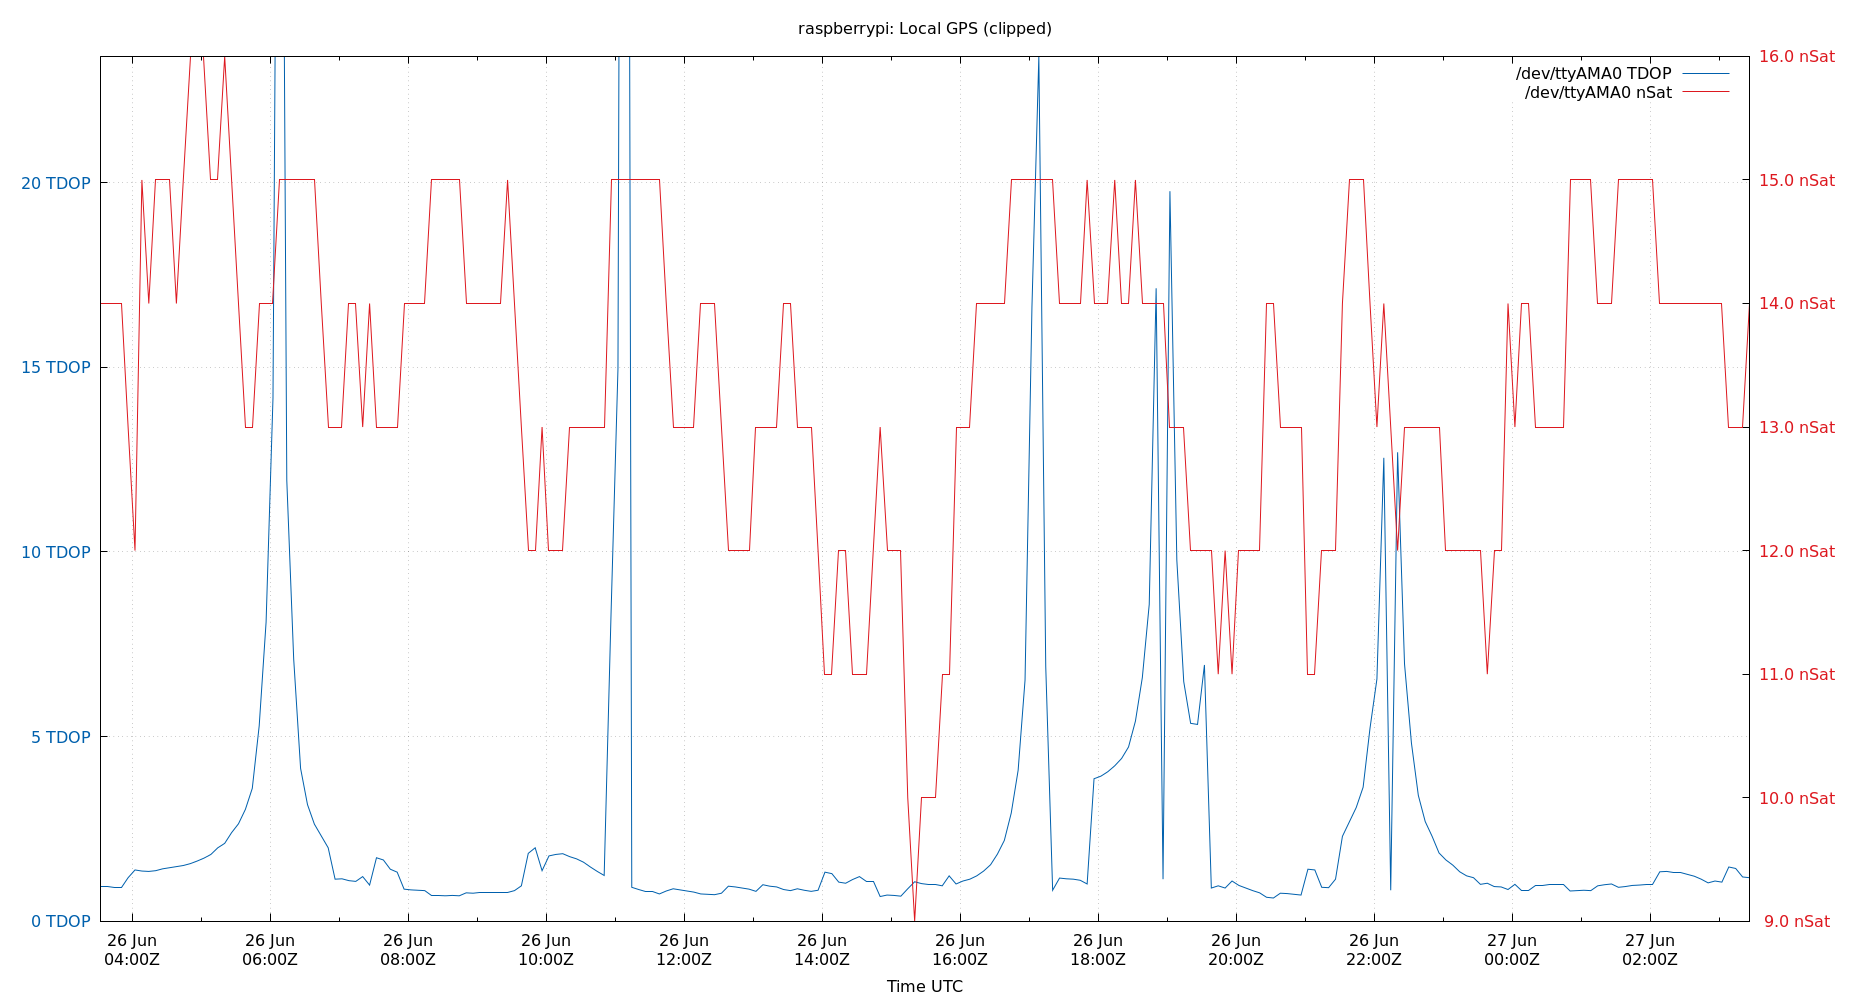 raspberrypi: Local GPS (clipped)
/dev/ttyAMA0 TDOP
/dev/ttyAMA0 nSat
20 TDOP
15 TDOP
10 TDOP
5 TDOP
0 TDOP
16.0 nSat
15.0 nSat
14.0 nSat
13.0 nSat
12.0 nSat
11.0 nSat
10.0 nSat
9.0 nSat
26 Jun 26 Jun 26 Jun 26 Jun 26 Jun 26 Jun 26 Jun 26 Jun 26 Jun 26 Jun 27 Jun 27 Jun
04:00Z 06:00Z 08:00Z 10:00Z 12:00Z 14:00Z 16:00Z 18:00Z 20:00Z 22:00Z 00:00Z 02:00Z
Time UTC